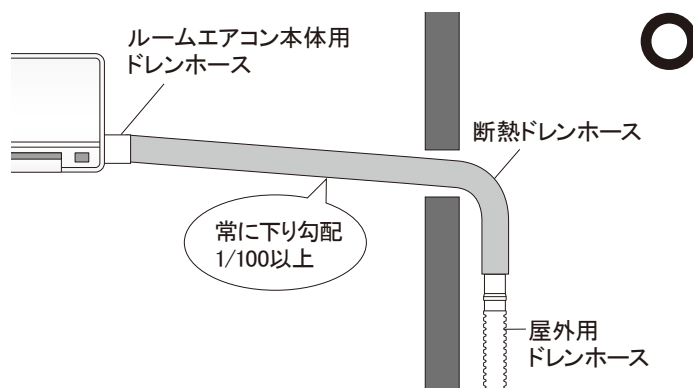 ルームエアコン本体用
ドレンホース
断熱ドレンホース
常に下り勾配
1/100以上
屋外用
ドレンホース